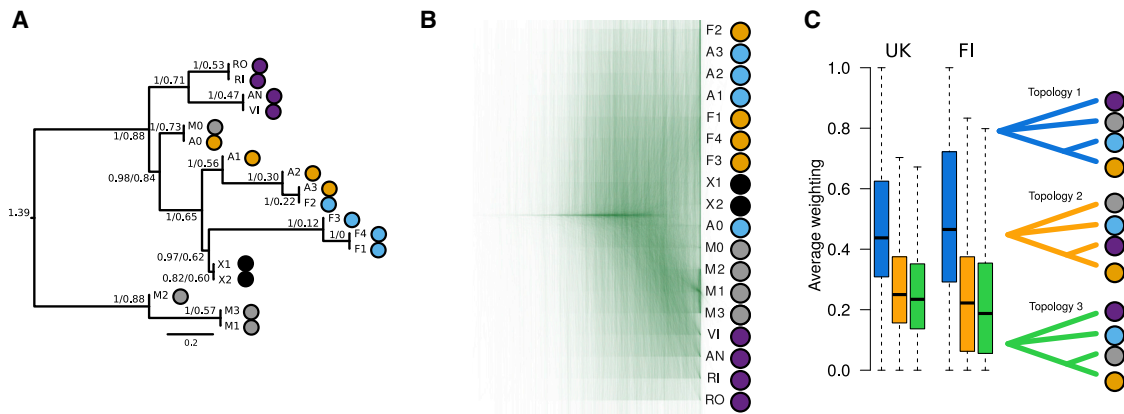 A
B
C
1/0.53
RO
RI
1/0.71
1/0.47
AN
VI
1/0.88
1/0.73
M0
A0
0.98/0.84
1/0.56
A1
1/0.30
A2
A3
1/0.22
F2
1/0.65
1/0.12
F3
1/0
F4
F1
0.97/0.62
X1
0.82/0.60
X2
1.39
1/0.88
M2
1/0.57
M3
M1
0.2
F2
A3
A2
A1
F1
F4
F3
X1
X2
A0
M0
M2
M1
M3
VI
AN
RI
RO
UK
FI
Average weighting
1.0
0.8
0.6
0.4
0.2
0.0
Topology 1
Topology 2
Topology 3